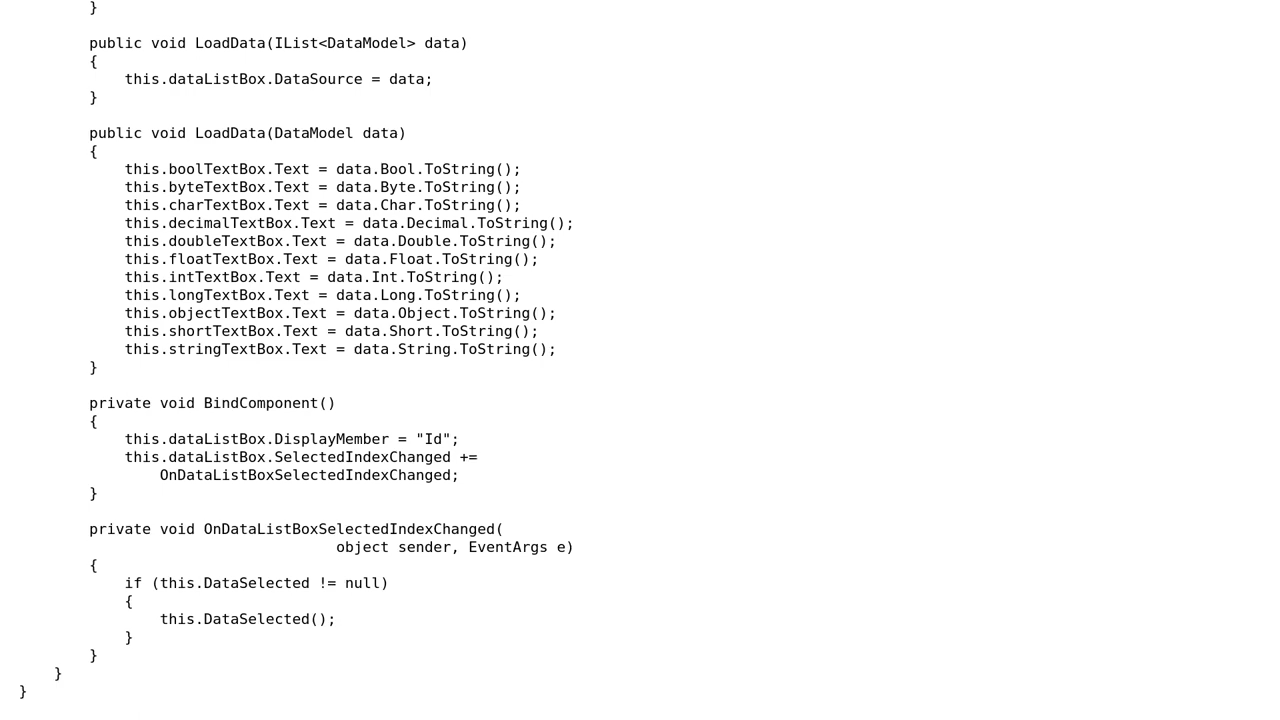 }

        public void LoadData(IList<DataModel> data)
        {
            this.dataListBox.DataSource = data;
        }

        public void LoadData(DataModel data)
        {
            this.boolTextBox.Text = data.Bool.ToString();
            this.byteTextBox.Text = data.Byte.ToString();
            this.charTextBox.Text = data.Char.ToString();
            this.decimalTextBox.Text = data.Decimal.ToString();
            this.doubleTextBox.Text = data.Double.ToString();
            this.floatTextBox.Text = data.Float.ToString();
            this.intTextBox.Text = data.Int.ToString();
            this.longTextBox.Text = data.Long.ToString();
            this.objectTextBox.Text = data.Object.ToString();
            this.shortTextBox.Text = data.Short.ToString();
            this.stringTextBox.Text = data.String.ToString();
        }

        private void BindComponent()
        {
            this.dataListBox.DisplayMember = "Id";
            this.dataListBox.SelectedIndexChanged +=
                OnDataListBoxSelectedIndexChanged;
        }

        private void OnDataListBoxSelectedIndexChanged(
                                    object sender, EventArgs e)
        {
            if (this.DataSelected != null)
            {
                this.DataSelected();
            }
        }
    }
}